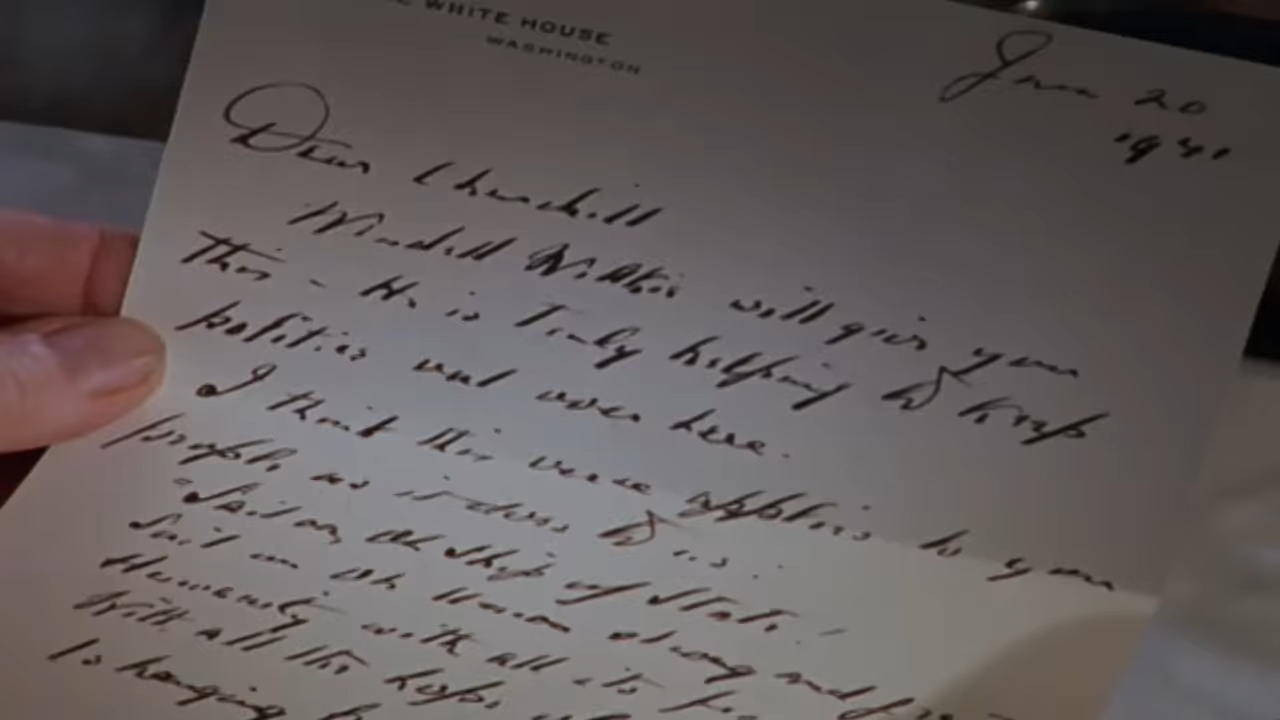 WHITE HOUSE
WASHINGTON
Jan 20
1941
Dear Churchill
Wendell Willkie will give you
this - He is truly helping to keep
politics out over here.
I think this verse applies to you
people as it does to us:
"Sail on, Oh Ship of State!
Sail on Oh Union strong and
Humanity with all its
With all the hope
Is hanging